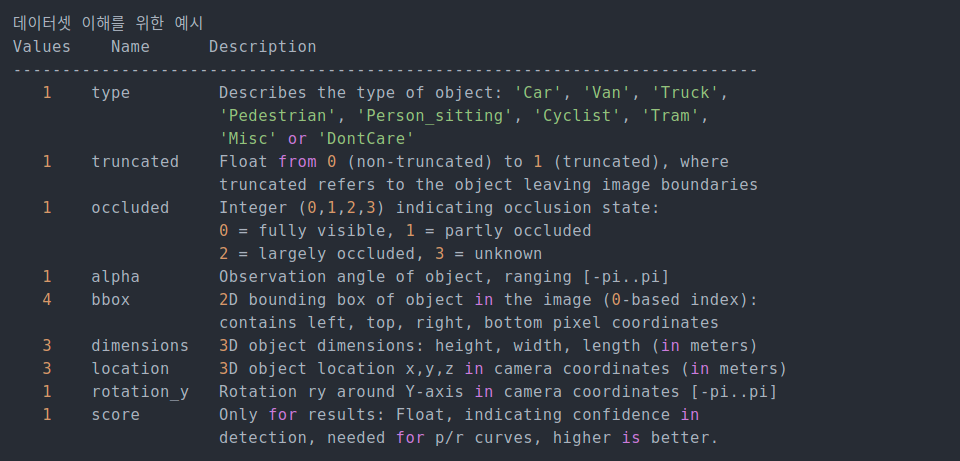 데이터셋 이해를 위한 예시
Values    Name      Description
----------------------------------------------------------------------------
   1    type         Describes the type of object: 'Car', 'Van', 'Truck',
                     'Pedestrian', 'Person_sitting', 'Cyclist', 'Tram',
                     'Misc' or 'DontCare'
   1    truncated    Float from 0 (non-truncated) to 1 (truncated), where
                     truncated refers to the object leaving image boundaries
   1    occluded     Integer (0,1,2,3) indicating occlusion state:
                     0 = fully visible, 1 = partly occluded
                     2 = largely occluded, 3 = unknown
   1    alpha        Observation angle of object, ranging [-pi..pi]
   4    bbox         2D bounding box of object in the image (0-based index):
                     contains left, top, right, bottom pixel coordinates
   3    dimensions   3D object dimensions: height, width, length (in meters)
   3    location     3D object location x,y,z in camera coordinates (in meters)
   1    rotation_y   Rotation ry around Y-axis in camera coordinates [-pi..pi]
   1    score        Only for results: Float, indicating confidence in
                     detection, needed for p/r curves, higher is better.